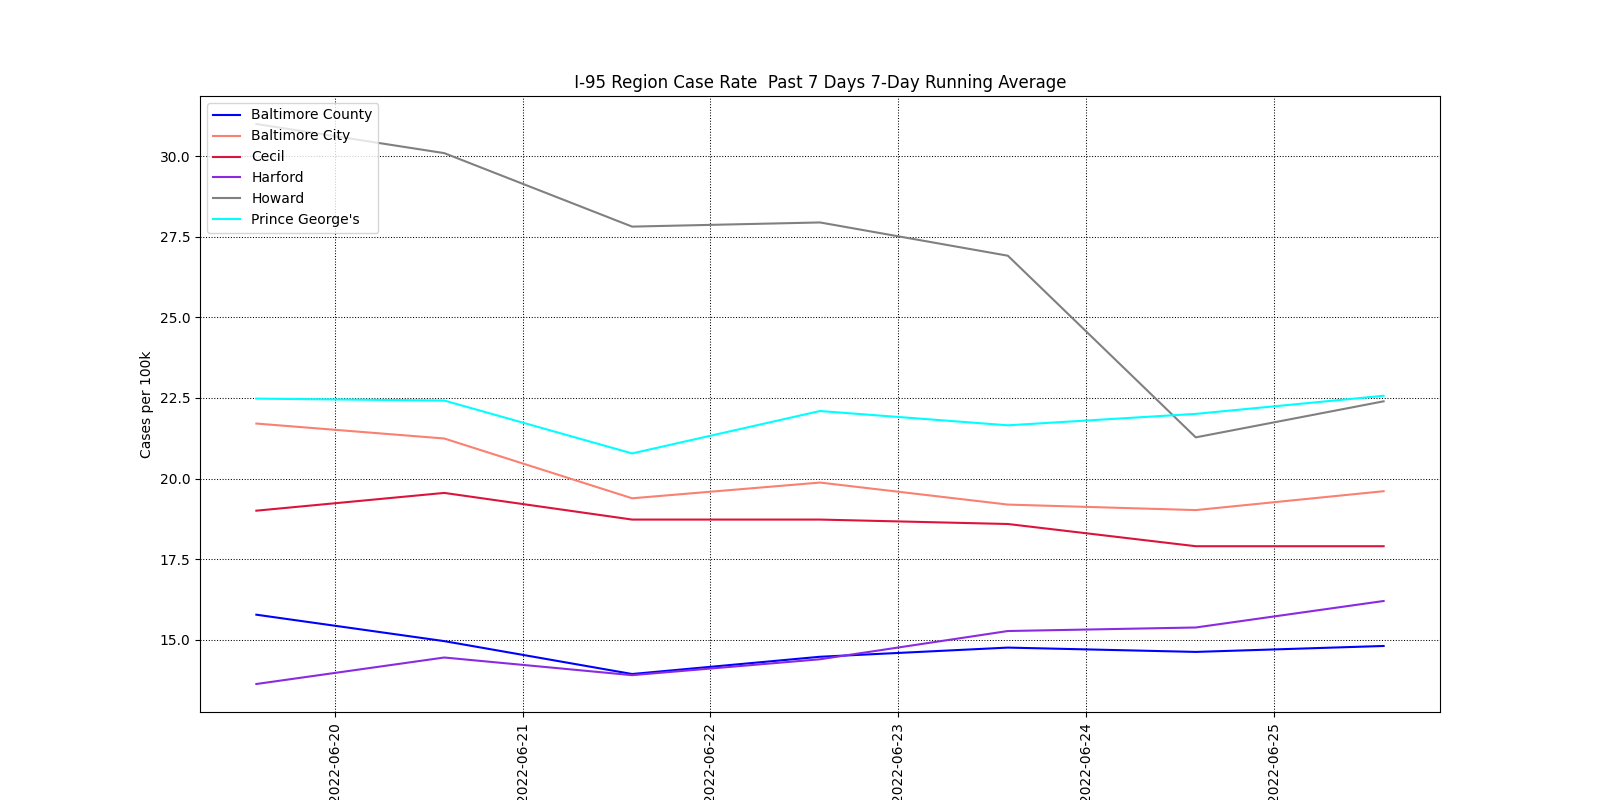 I-95 Region Case Rate  Past 7 Days 7-Day Running Average
Baltimore County
Baltimore City
Cecil
Harford
Howard
Prince George's
30.0
27.5
25.0
22.5
20.0
17.5
15.0
Cases per 100k
2022-06-20
2022-06-21
2022-06-22
2022-06-23
2022-06-24
2022-06-25